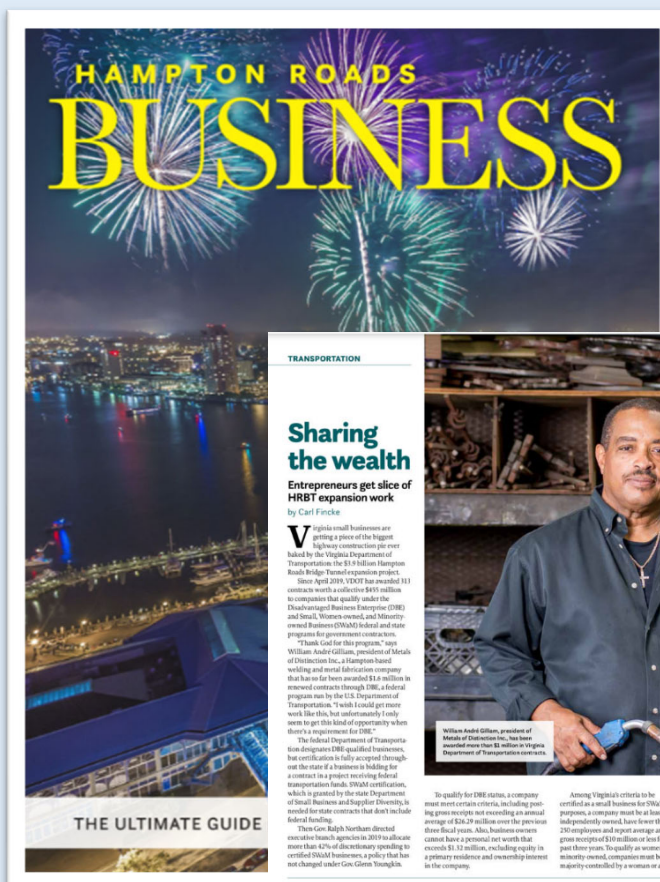 HAMPTON ROADS
BUSINESS
THE ULTIMATE GUIDE
TRANSPORTATION
Sharing
the wealth
Entrepreneurs get slice of
HRBT expansion work
by Carl Fincke
Virginia small businesses are
getting a piece of the biggest
highway construction pie ever
baked by the Virginia Department of
Transportation: the $3.9 billion Hampton
Roads Bridge-Tunnel expansion project.
Since April 2019, VDOT has awarded 313
contracts worth a collective $455 million
to companies that qualify under the
Disadvantaged Business Enterprise (DBE)
and Small, Women-owned, and Minority-
owned Business (SWaM) federal and state
programs for government contractors.
"Thank God for this program," says
William André Gilliam, president of Metals
of Distinction Inc., a Hampton-based
welding and metal fabrication company
that has so far been awarded $1.6 million in
renewed contracts through DBE, a federal
program run by the U.S. Department of
Transportation. "I wish I could get more
work like this, but unfortunately I only
seem to get this kind of opportunity when
there's a requirement for DBE."
The federal Department of Transporta-
tion designates DBE qualified businesses,
but certification is fully accepted through-
out the state if a business is bidding for
a contract in a project receiving federal
transportation funds. SWaM certification,
which is granted by the state Department
of Small Business and Supplier Diversity, is
needed for state contracts that don't include
federal funding.
Then-Gov. Ralph Northam directed
executive branch agencies in 2019 to allocate
more than 42% of discretionary spending to
certified SWaM businesses, a policy that has
not changed under Gov. Glenn Youngkin.
William André Gilliam, president of
Metals of Distinction Inc., has been
awarded more than $1 million in Virginia
Department of Transportation contracts.
To qualify for DBE status, a company
must meet certain criteria, including post-
ing gross receipts not exceeding an annual
average of $26.29 million over the previous
three fiscal years. Also, business owners
cannot have a personal net worth that
exceeds $1.32 million, excluding equity in
a primary residence and ownership interest
in the company.
Among Virginia's criteria to be
certified as a small business for SWa
purposes, a company must be at leas
independently owned, have fewer th
250 employees and report average a
gross receipts of $10 million or less f
past three years. To qualify as wome
minority-owned, companies must b
majority controlled by a woman or a